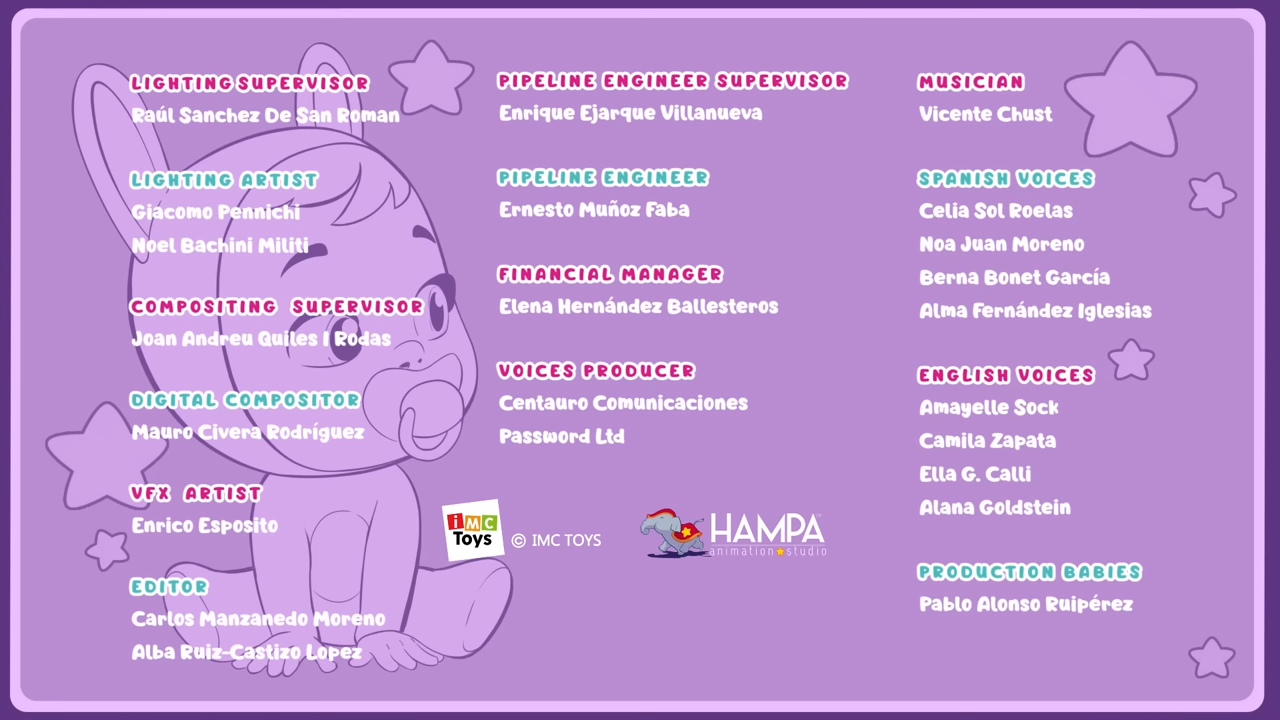 LIGHTING SUPERVISOR
Raúl Sanchez De San Roman
LIGHTING ARTIST
Giacomo Pennichi
Noel Bachini Militi
COMPOSITING SUPERVISOR
Joan Andreu Quiles I Rodas
DIGITAL COMPOSITOR
Mauro Civera Rodríguez
VFX ARTIST
Enrico Esposito
EDITOR
Carlos Manzanedo Moreno
Alba Ruiz-Castizo Lopez
PIPELINE ENGINEER SUPERVISOR
Enrique Ejarque Villanueva
PIPELINE ENGINEER
Ernesto Muñoz Faba
FINANCIAL MANAGER
Elena Hernández Ballesteros
VOICES PRODUCER
Centauro Comunicaciones
Password Ltd
iMC
Toys
© IMC TOYS
HAMPA
animation studio
MUSICIAN
Vicente Chust
SPANISH VOICES
Celia Sol Roelas
Noa Juan Moreno
Berna Bonet García
Alma Fernández Iglesias
ENGLISH VOICES
Amayelle Sock
Camila Zapata
Ella G. Calli
Alana Goldstein
PRODUCTION BABIES
Pablo Alonso Ruipérez